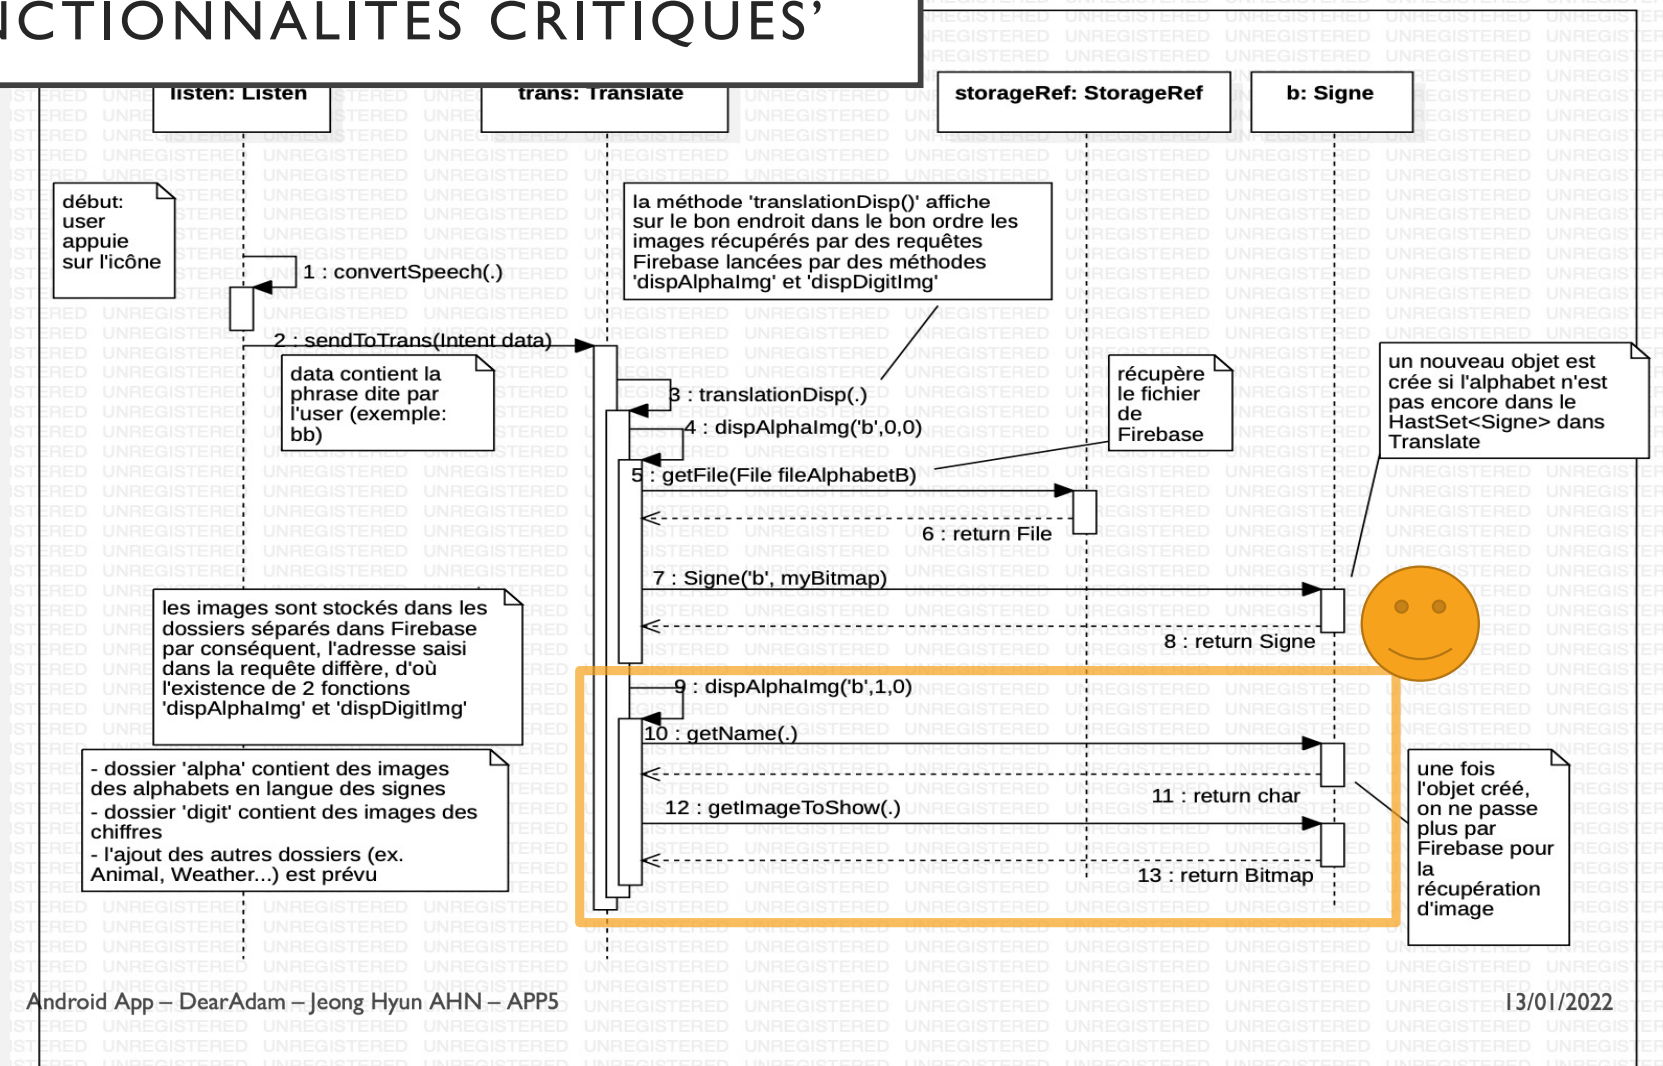 NCTIONNALITES CRITIQUES’
listen: Listen
trans: Translate
storageRef: StorageRef
b: Signe
début:
user
appuie
sur l'icône
la méthode 'translationDisp()' affiche
sur le bon endroit dans le bon ordre les
images récupérés par des requêtes
Firebase lancées par des méthodes
'dispAlphaImg' et 'dispDigitImg'
1 : convertSpeech(.)
2 : sendToTrans(Intent data)
data contient la
phrase dite par
l'user (exemple:
bb)
3 : translationDisp(.)
4 : dispAlphaImg('b',0,0)
récupère
le fichier
de
Firebase
un nouveau objet est
crée si l'alphabet n'est
pas encore dans le
HastSet<Signe> dans
Translate
5 : getFile(File fileAlphabetB)
6 : return File
7 : Signe('b', myBitmap)
8 : return Signe
les images sont stockés dans les
dossiers séparés dans Firebase
par conséquent, l'adresse saisi
dans la requête diffère, d'où
l'existence de 2 fonctions
'dispAlphaImg' et 'dispDigitImg'
9 : dispAlphaImg('b',1,0)
10 : getName(.)
11 : return char
12 : getImageToShow(.)
13 : return Bitmap
- dossier 'alpha' contient des images
des alphabets en langue des signes
- dossier 'digit' contient des images des
chiffres
- l'ajout des autres dossiers (ex.
Animal, Weather...) est prévu
une fois
l'objet créé,
on ne passe
plus par
Firebase pour
la
récupération
d'image
Android App – DearAdam – Jeong Hyun AHN – APP5
13/01/2022